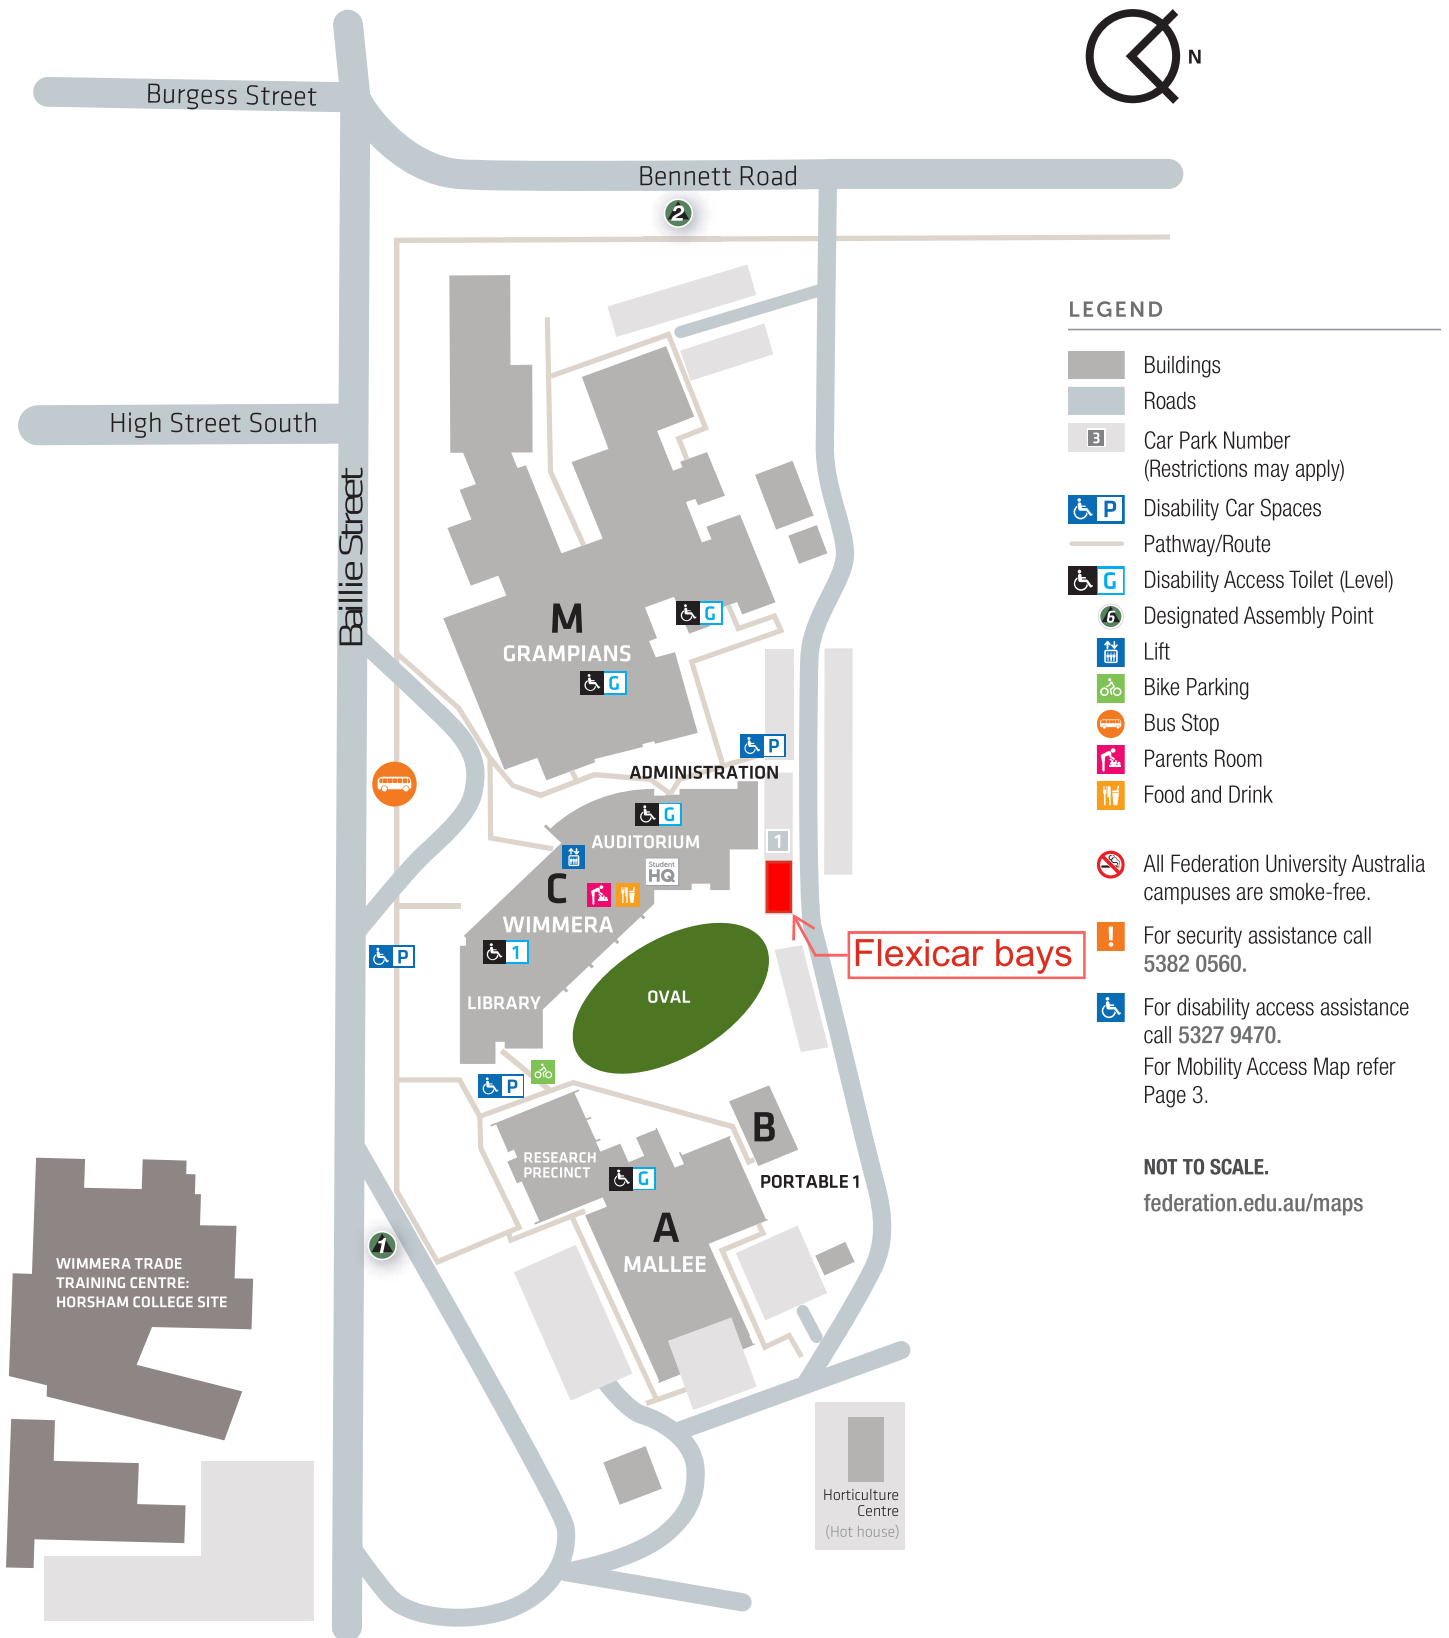 N
Burgess Street
Bennett Road
2
LEGEND
Buildings
Roads
3
Car Park Number
(Restrictions may apply)
High Street South
Baillie Street
P
Disability Car Spaces
Pathway/Route
G
Disability Access Toilet (Level)
6
Designated Assembly Point
Lift
Bike Parking
Bus Stop
Parents Room
Food and Drink
M
GRAMPIANS
G
G
P
ADMINISTRATION
G
AUDITORIUM
1
Student
HQ
C
WIMMERA
1
LIBRARY
P
OVAL
Flexicar bays
All Federation University Australia
campuses are smoke-free.
!
For security assistance call
5382 0560.
For disability access assistance
call 5327 9470.
For Mobility Access Map refer
Page 3.
NOT TO SCALE.
federation.edu.au/maps
P
B
PORTABLE 1
RESEARCH
PRECINCT
G
A
MALLEE
1
WIMMERA TRADE
TRAINING CENTRE:
HORSHAM COLLEGE SITE
Horticulture
Centre
(Hot house)